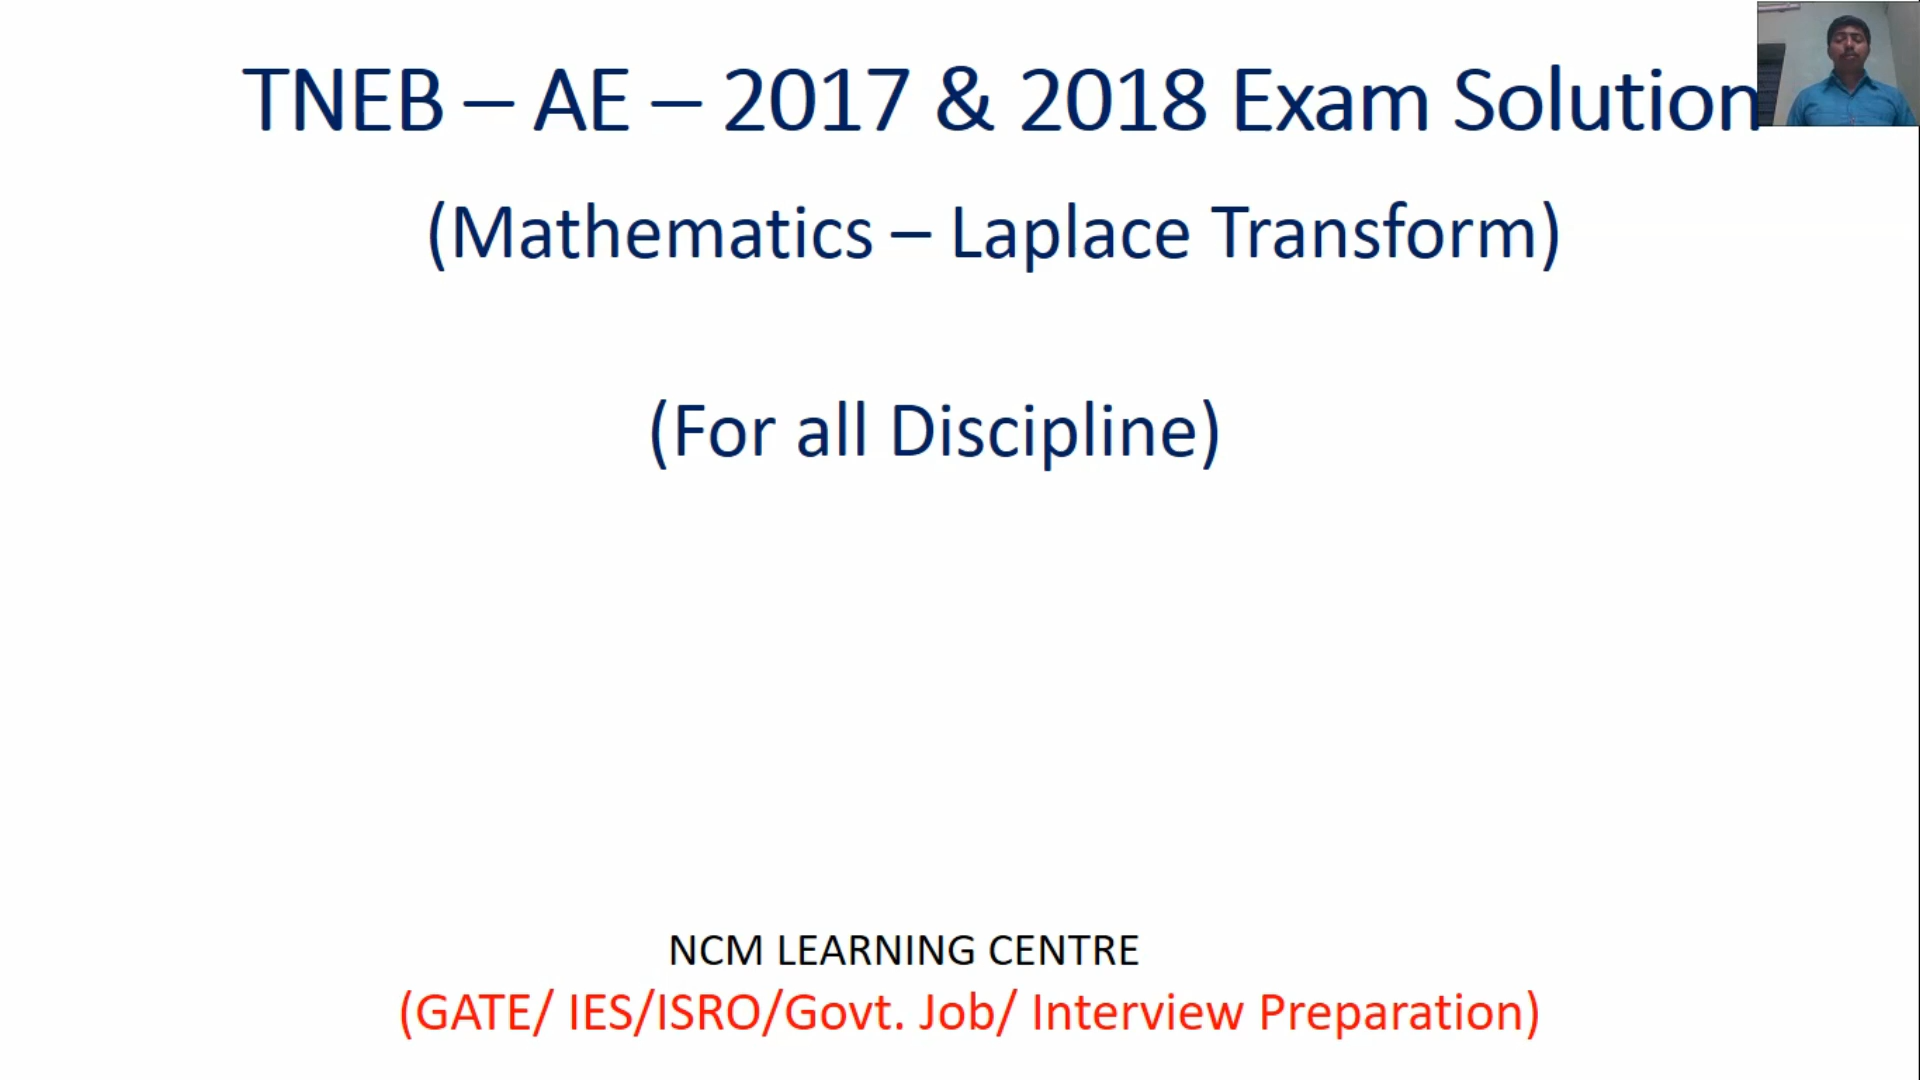 TNEB – AE – 2017 & 2018 Exam Solution
(Mathematics – Laplace Transform)
(For all Discipline)
NCM LEARNING CENTRE
(GATE/ IES/ISRO/Govt. Job/ Interview Preparation)